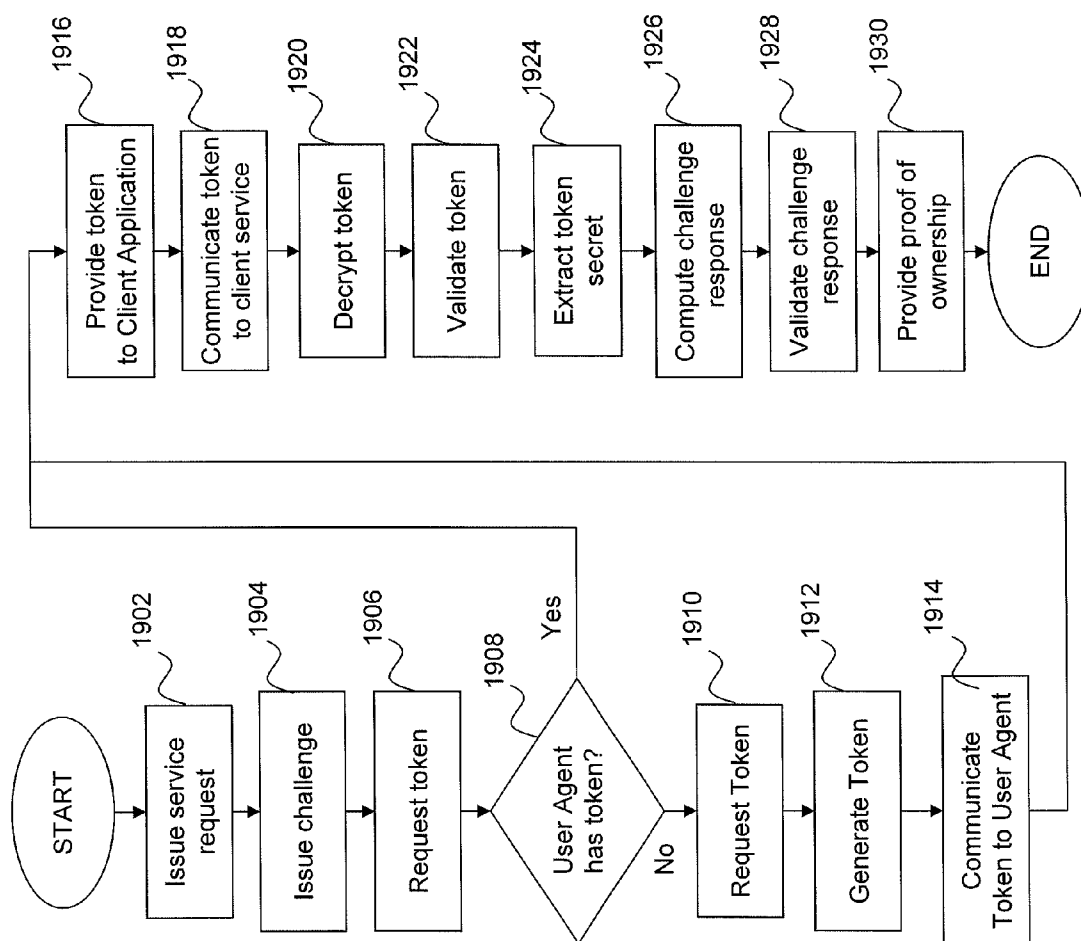 START
Issue service
request
1902
Issue challenge
1904
Request token
1906
User Agent
has token?
1908
Yes
No
Request Token
1910
Generate Token
1912
Communicate
Token to User Agent
1914
Provide token
to Client Application
1916
Communicate token
to client service
1918
Decrypt token
1920
Validate token
1922
Extract token
secret
1924
Compute challenge
response
1926
Validate challenge
response
1928
Provide proof of
ownership
1930
END